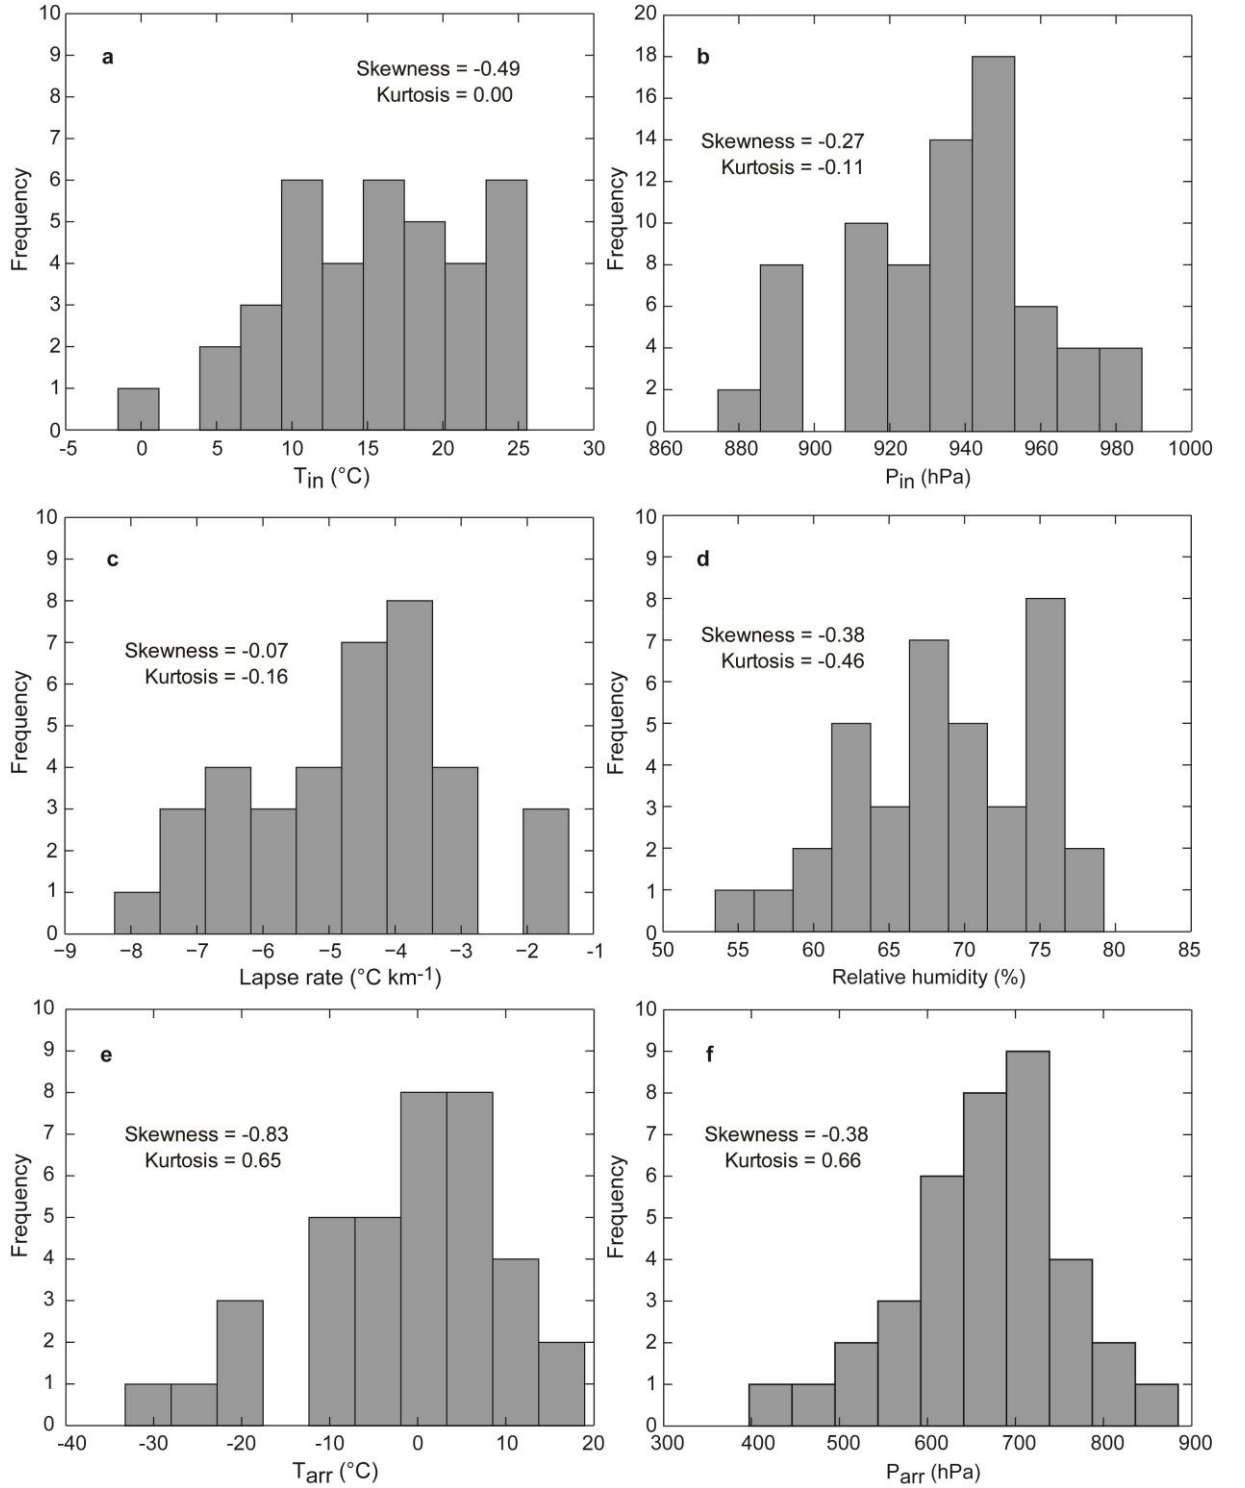 10
9
8
7
6
5
4
3
2
1
0
Frequency
a
Skewness = -0.49
Kurtosis = 0.00
-5 0 5 10 15 20 25 30
Tin (°C)
20
18
16
14
12
10
8
6
4
2
0
Frequency
b
Skewness = -0.27
Kurtosis = -0.11
860 880 900 920 940 960 980 1000
Pin (hPa)
10
9
8
7
6
5
4
3
2
1
0
Frequency
c
Skewness = -0.07
Kurtosis = -0.16
−9 −8 −7 −6 −5 −4 −3 −2 -1
Lapse rate (°C km-1)
10
9
8
7
6
5
4
3
2
1
0
Frequency
d
Skewness = -0.38
Kurtosis = -0.46
50 55 60 65 70 75 80 85
Relative humidity (%)
10
9
8
7
6
5
4
3
2
1
0
Frequency
e
Skewness = -0.83
Kurtosis = 0.65
-40 -30 -20 -10 0 10 20
Tarr (°C)
10
9
8
7
6
5
4
3
2
1
0
Frequency
f
Skewness = -0.38
Kurtosis = 0.66
300 400 500 600 700 800 900
Parr (hPa)